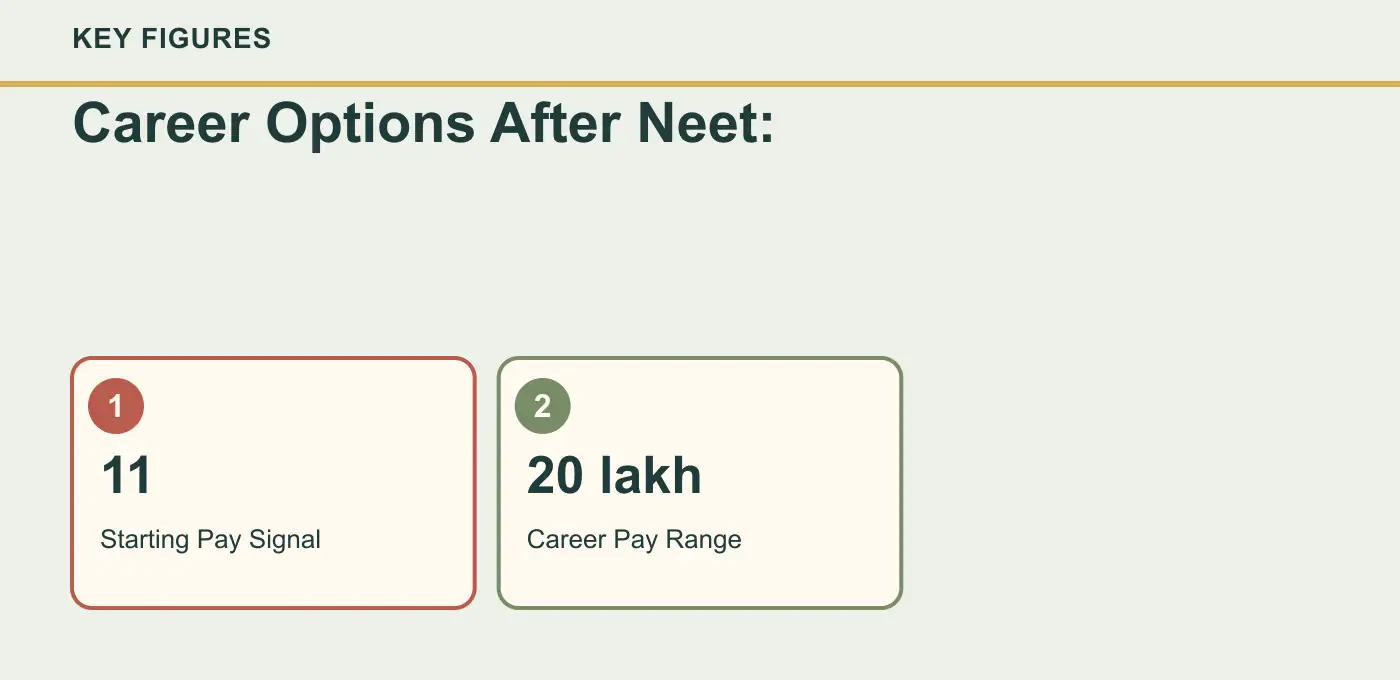 KEY FIGURES
Career Options After Neet:
1
11
Starting Pay Signal
2
20 lakh
Career Pay Range